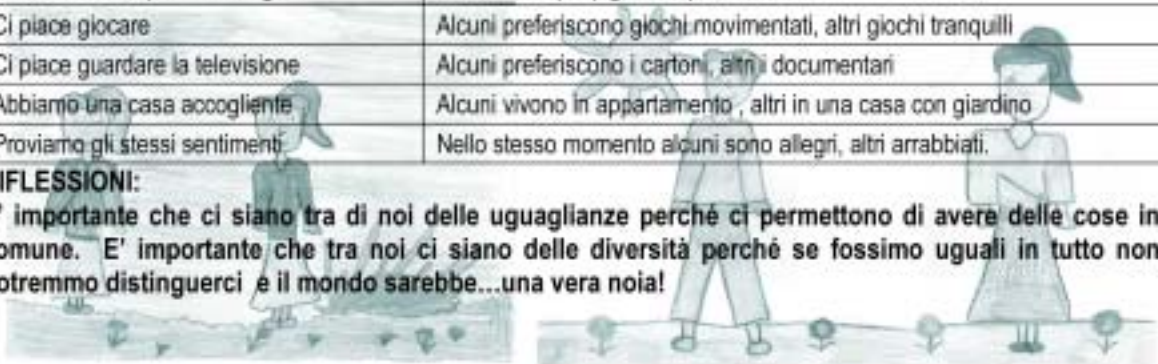 Ci piace giocare Alcuni preferiscono giochi movimentati, altri giochi tranquilli
Ci piace guardare la televisione Alcuni preferiscono i cartoni, altri i documentari
Abbiamo una casa accogliente Alcuni vivono in appartamento , altri in una casa con giardino
Proviamo gli stessi sentimenti Nello stesso momento alcuni sono allegri, altri arrabbiati.
IFLESSIONI:
' importante che ci siano tra di noi delle uguaglianze perché ci permettono di avere delle cose in
omune. E' importante che tra noi ci siano delle diversità perché se fossimo uguali in tutto non
otremmo distinguerci e il mondo sarebbe...una vera noia!